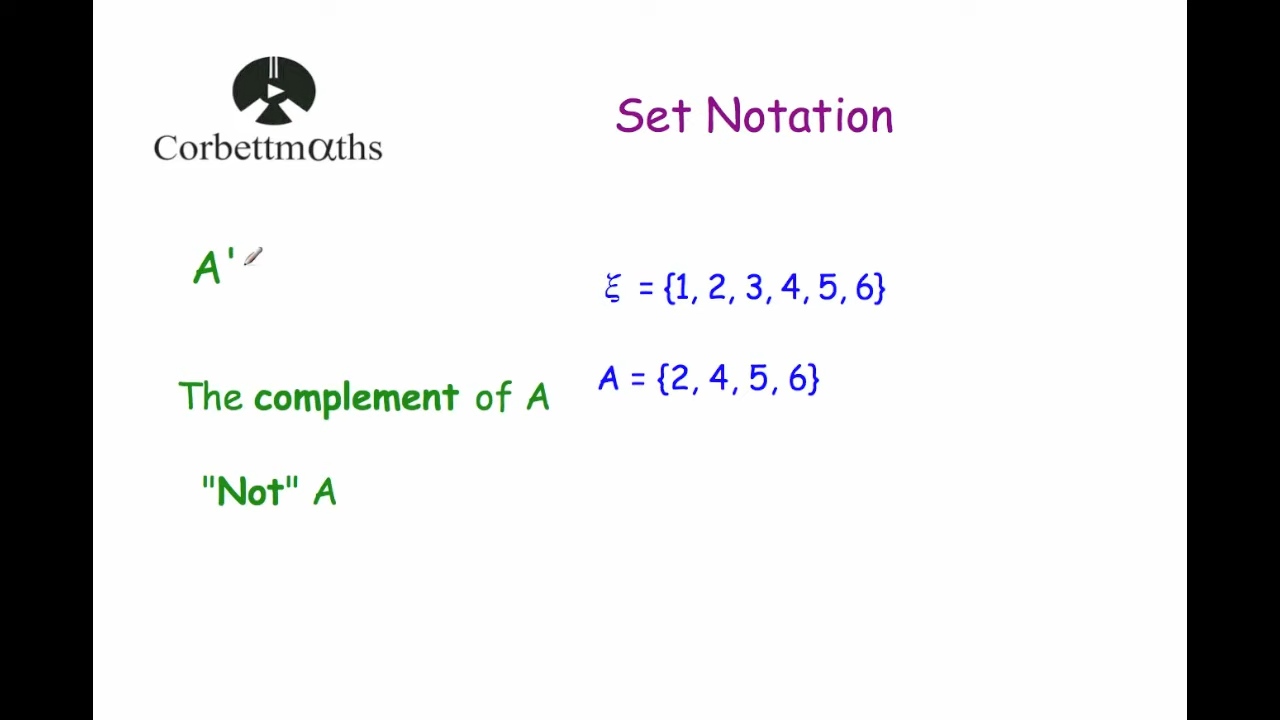 Corbettmαths
Set Notation
A'
ξ = {1, 2, 3, 4, 5, 6}
A = {2, 4, 5, 6}
The complement of A
"Not" A